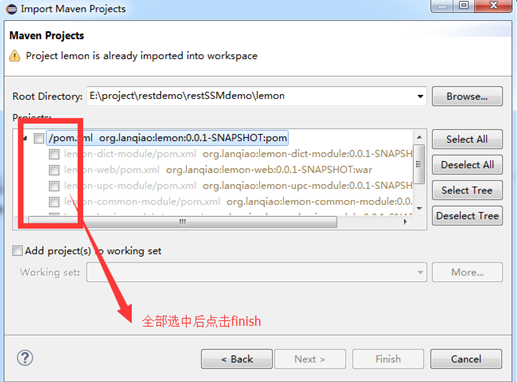 Import Maven Projects
Maven Projects
Project lemon is already imported into workspace
Root Directory: E:\project\restdemo\restSSMdemo\lemon Browse...
Projects:
/pom.xml org.lanqiao:lemon:0.0.1-SNAPSHOT:pom Select All
lemon-dict-module/pom.xml org.lanqiao:lemon-dict-module:0.0.1-SNAPSH
lemon-web/pom.xml org.lanqiao:lemon-web:0.0.1-SNAPSHOT:war Deselect All
lemon-upc-module/pom.xml org.lanqiao:lemon-upc-module:0.0.1-SNAPSH Select Tree
lemon-common-module/pom.xml org.lanqiao:lemon-common-module:0.0.
Deselect Tree
Add project(s) to working set
Working set: More...
全部选中后点击finish
< Back Next > Finish Cancel